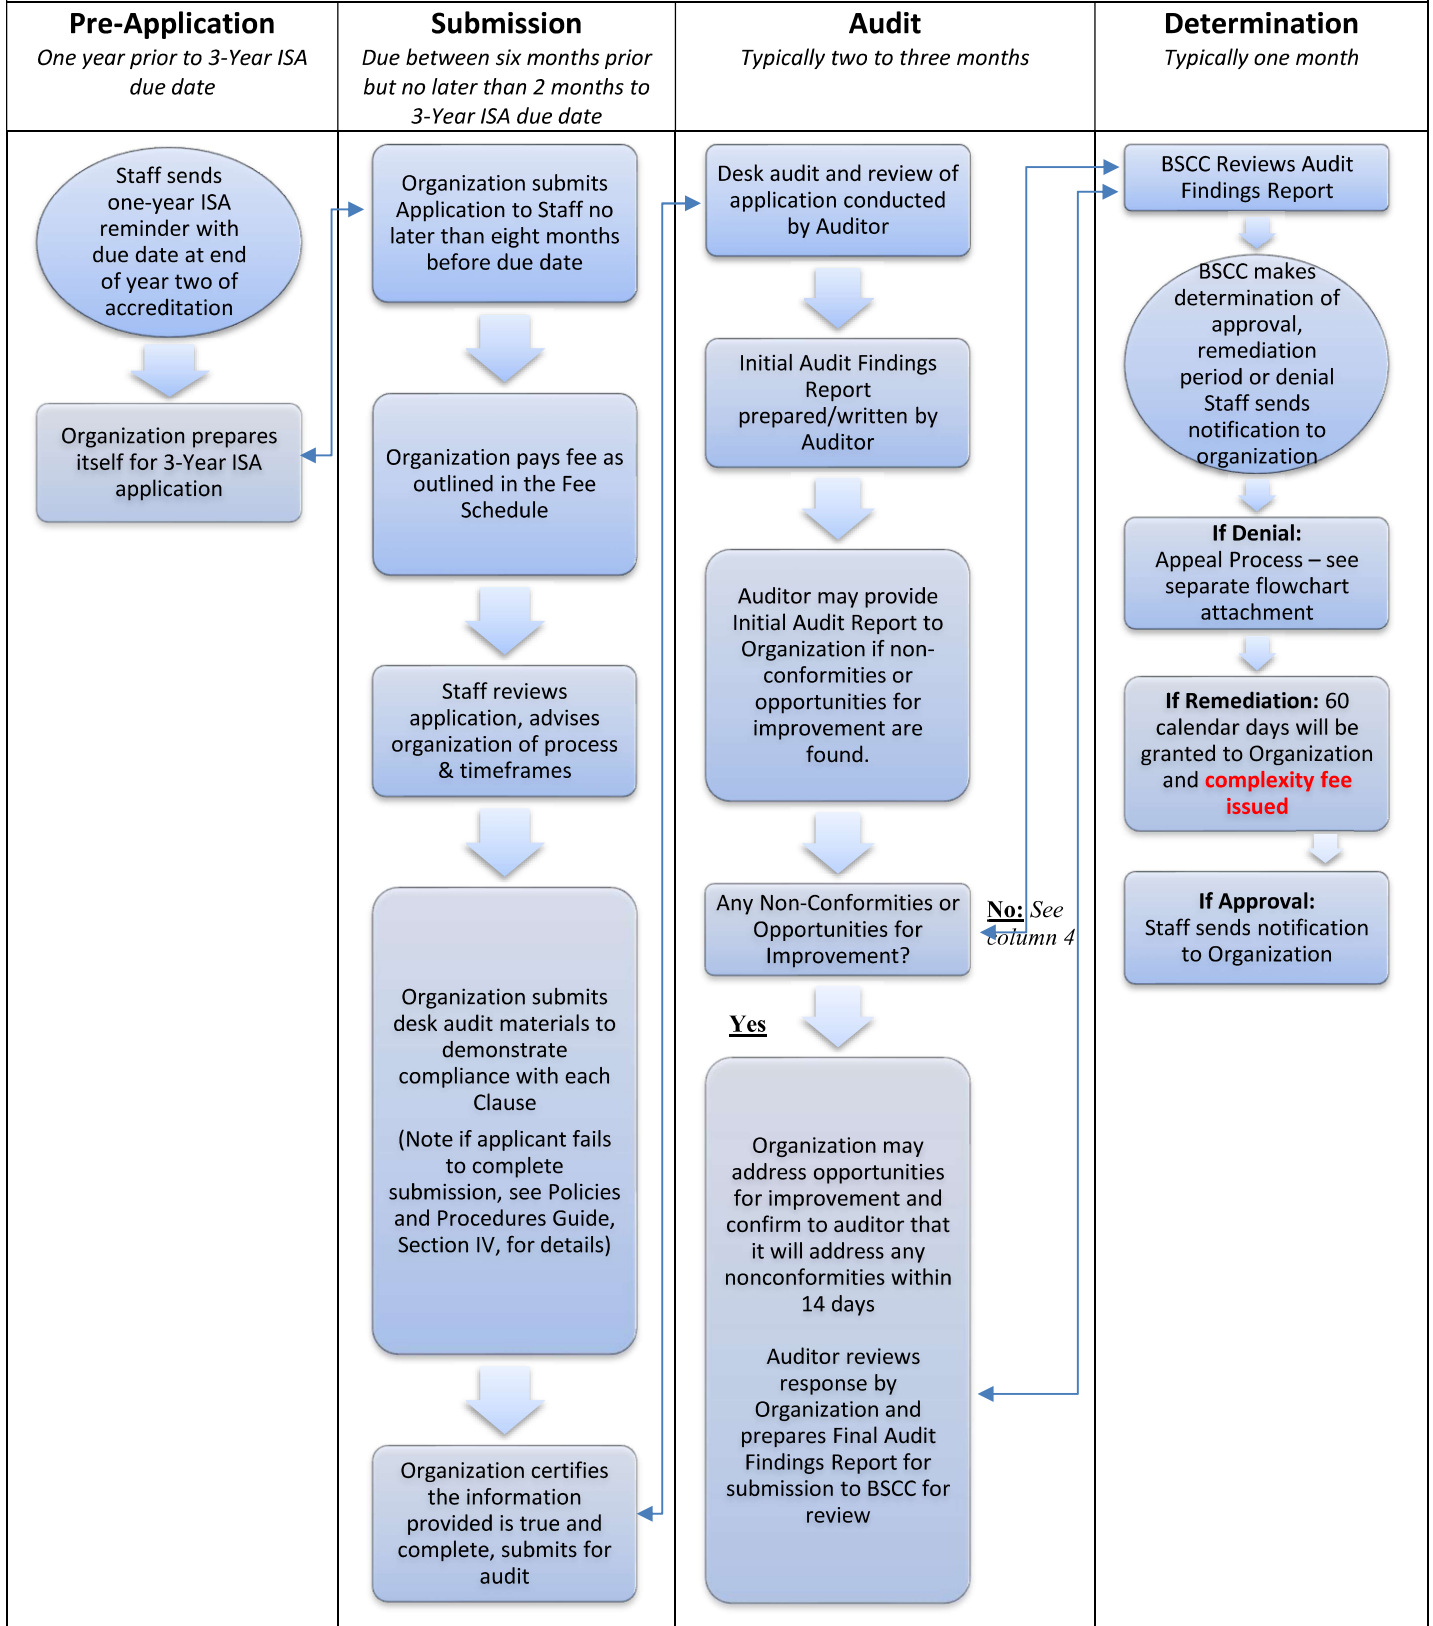 Pre-Application
One year prior to 3-Year ISA
due date
Staff sends
one-year ISA
reminder with
due date at end
of year two of
accreditation
Organization prepares
itself for 3-Year ISA
application
Submission
Due between six months prior
but no later than 2 months to
3-Year ISA due date
Organization submits
Application to Staff no
later than eight months
before due date
Organization pays fee as
outlined in the Fee
Schedule
Staff reviews
application, advises
organization of process
& timeframes
Organization submits
desk audit materials to
demonstrate
compliance with each
Clause
(Note if applicant fails
to complete
submission, see Policies
and Procedures Guide,
Section IV, for details)
Organization certifies
the information
provided is true and
complete, submits for
audit
Audit
Typically two to three months
Desk audit and review of
application conducted
by Auditor
Initial Audit Findings
Report
prepared/written by
Auditor
Auditor may provide
Initial Audit Report to
Organization if non-
conformities or
opportunities for
improvement are
found.
Any Non-Conformities or
Opportunities for
Improvement?
No: See
column 4
Yes
Organization may
address opportunities
for improvement and
confirm to auditor that
it will address any
nonconformities within
14 days
Auditor reviews
response by
Organization and
prepares Final Audit
Findings Report for
submission to BSCC for
review
Determination
Typically one month
BSCC Reviews Audit
Findings Report
BSCC makes
determination of
approval,
remediation
period or denial
Staff sends
notification to
organization
If Denial:
Appeal Process – see
separate flowchart
attachment
If Remediation: 60
calendar days will be
granted to Organization
and complexity fee
issued
If Approval:
Staff sends notification
to Organization